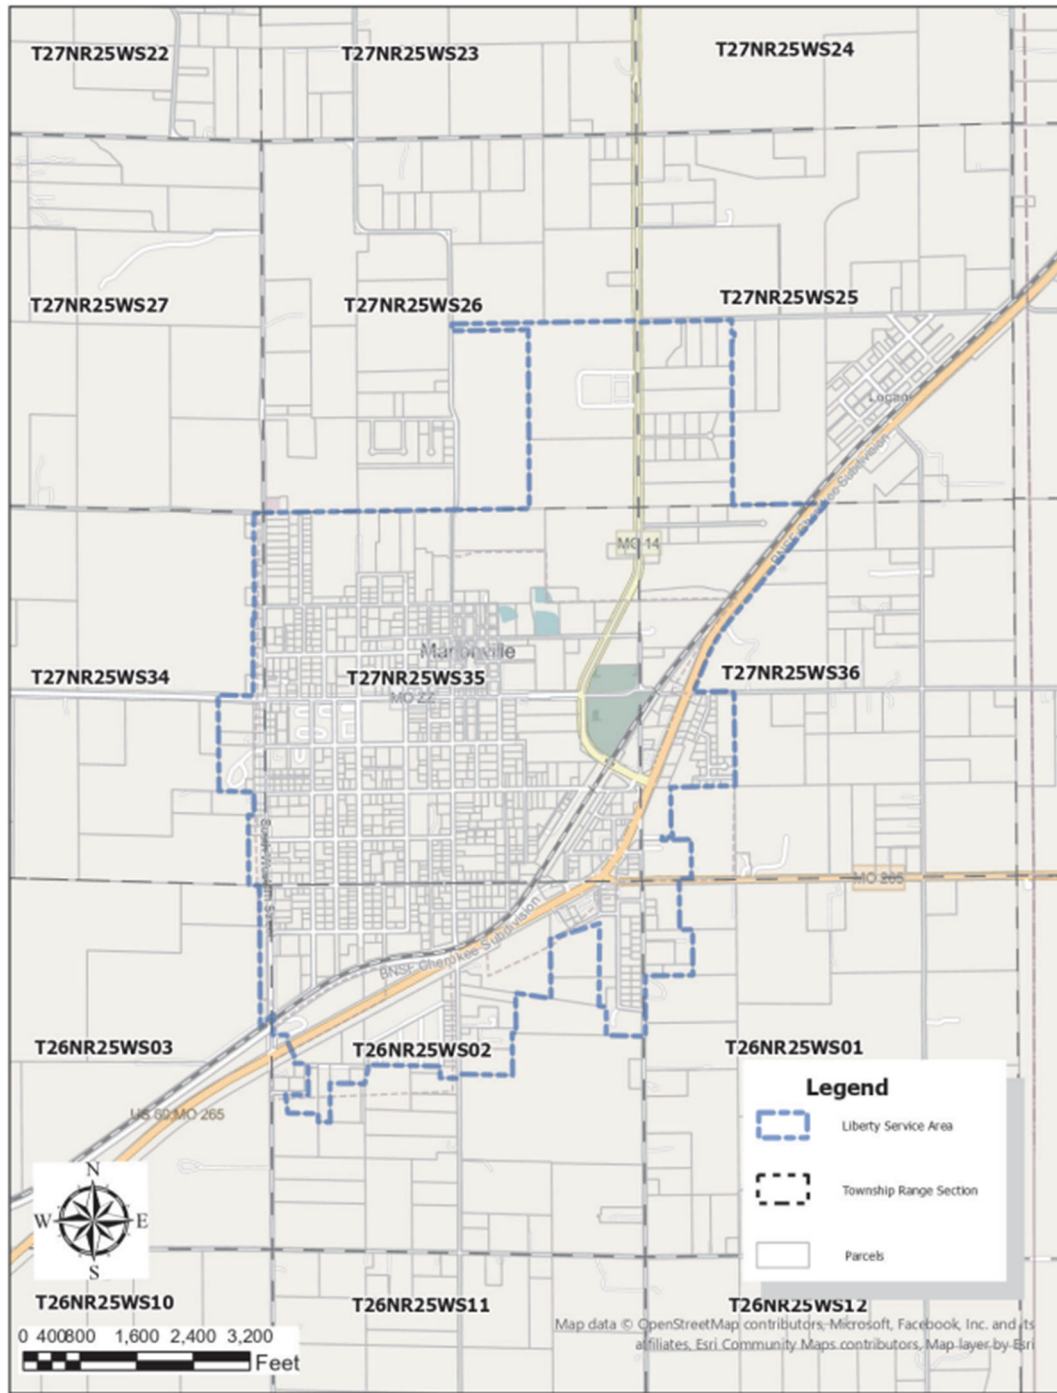 T27NR25WS22
T27NR25WS23
T27NR25WS24
T27NR25WS27
T27NR25WS26
T27NR25WS25
Logan
BNSF Cherokee Subdivision
MO 14
Marionville
T27NR25WS34
T27NR25WS35
T27NR25WS36
MO ZZ
MO 265
BNSF Cherokee Subdivision
T26NR25WS03
T26NR25WS02
T26NR25WS01
US 60;MO 265
Legend
Liberty Service Area
Township Range Section
Parcels
N
W
E
S
T26NR25WS10
T26NR25WS11
T26NR25WS12
0 400 800 1,600 2,400 3,200
Feet
Map data © OpenStreetMap contributors, Microsoft, Facebook, Inc. and its
affiliates, Esri Community Maps contributors, Map layer by Esri